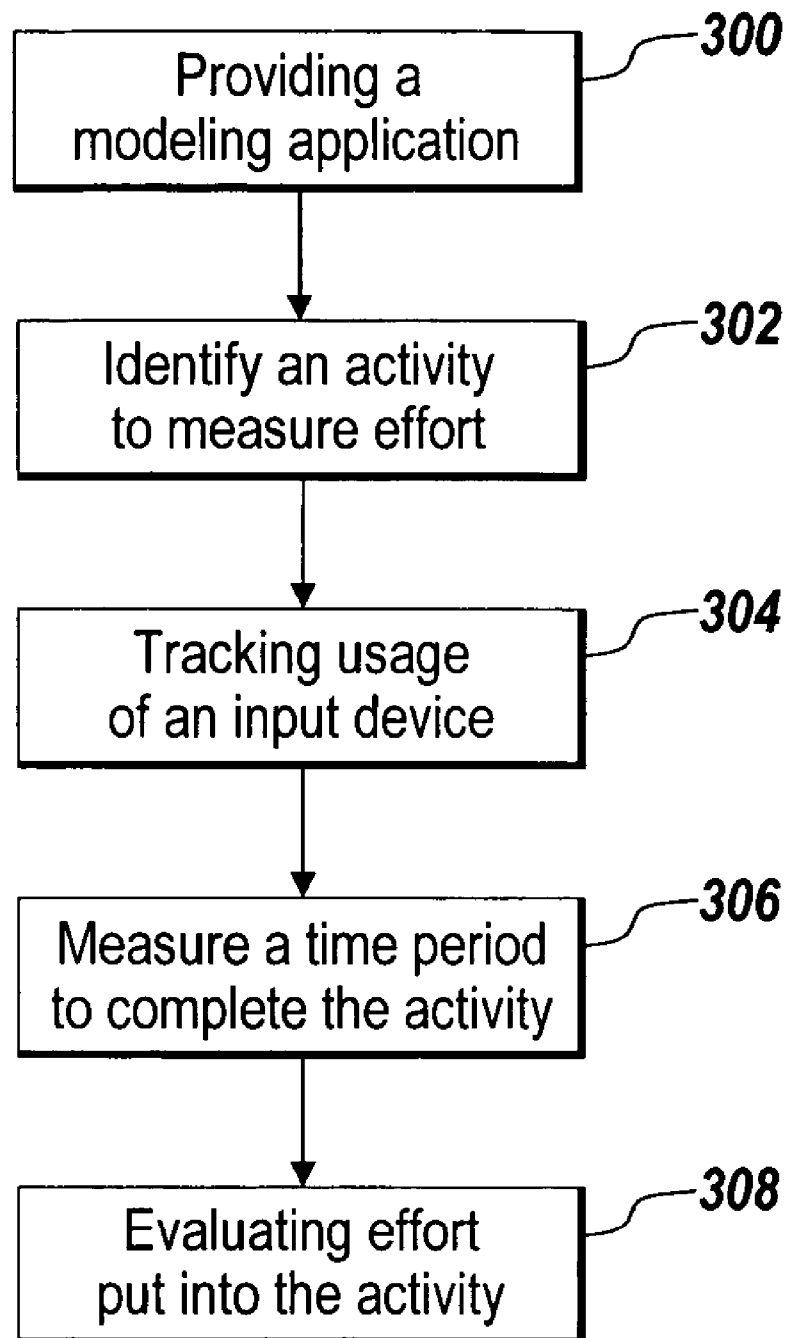 300
Providing a
modeling application
302
Identify an activity
to measure effort
304
Tracking usage
of an input device
306
Measure a time period
to complete the activity
308
Evaluating effort
put into the activity